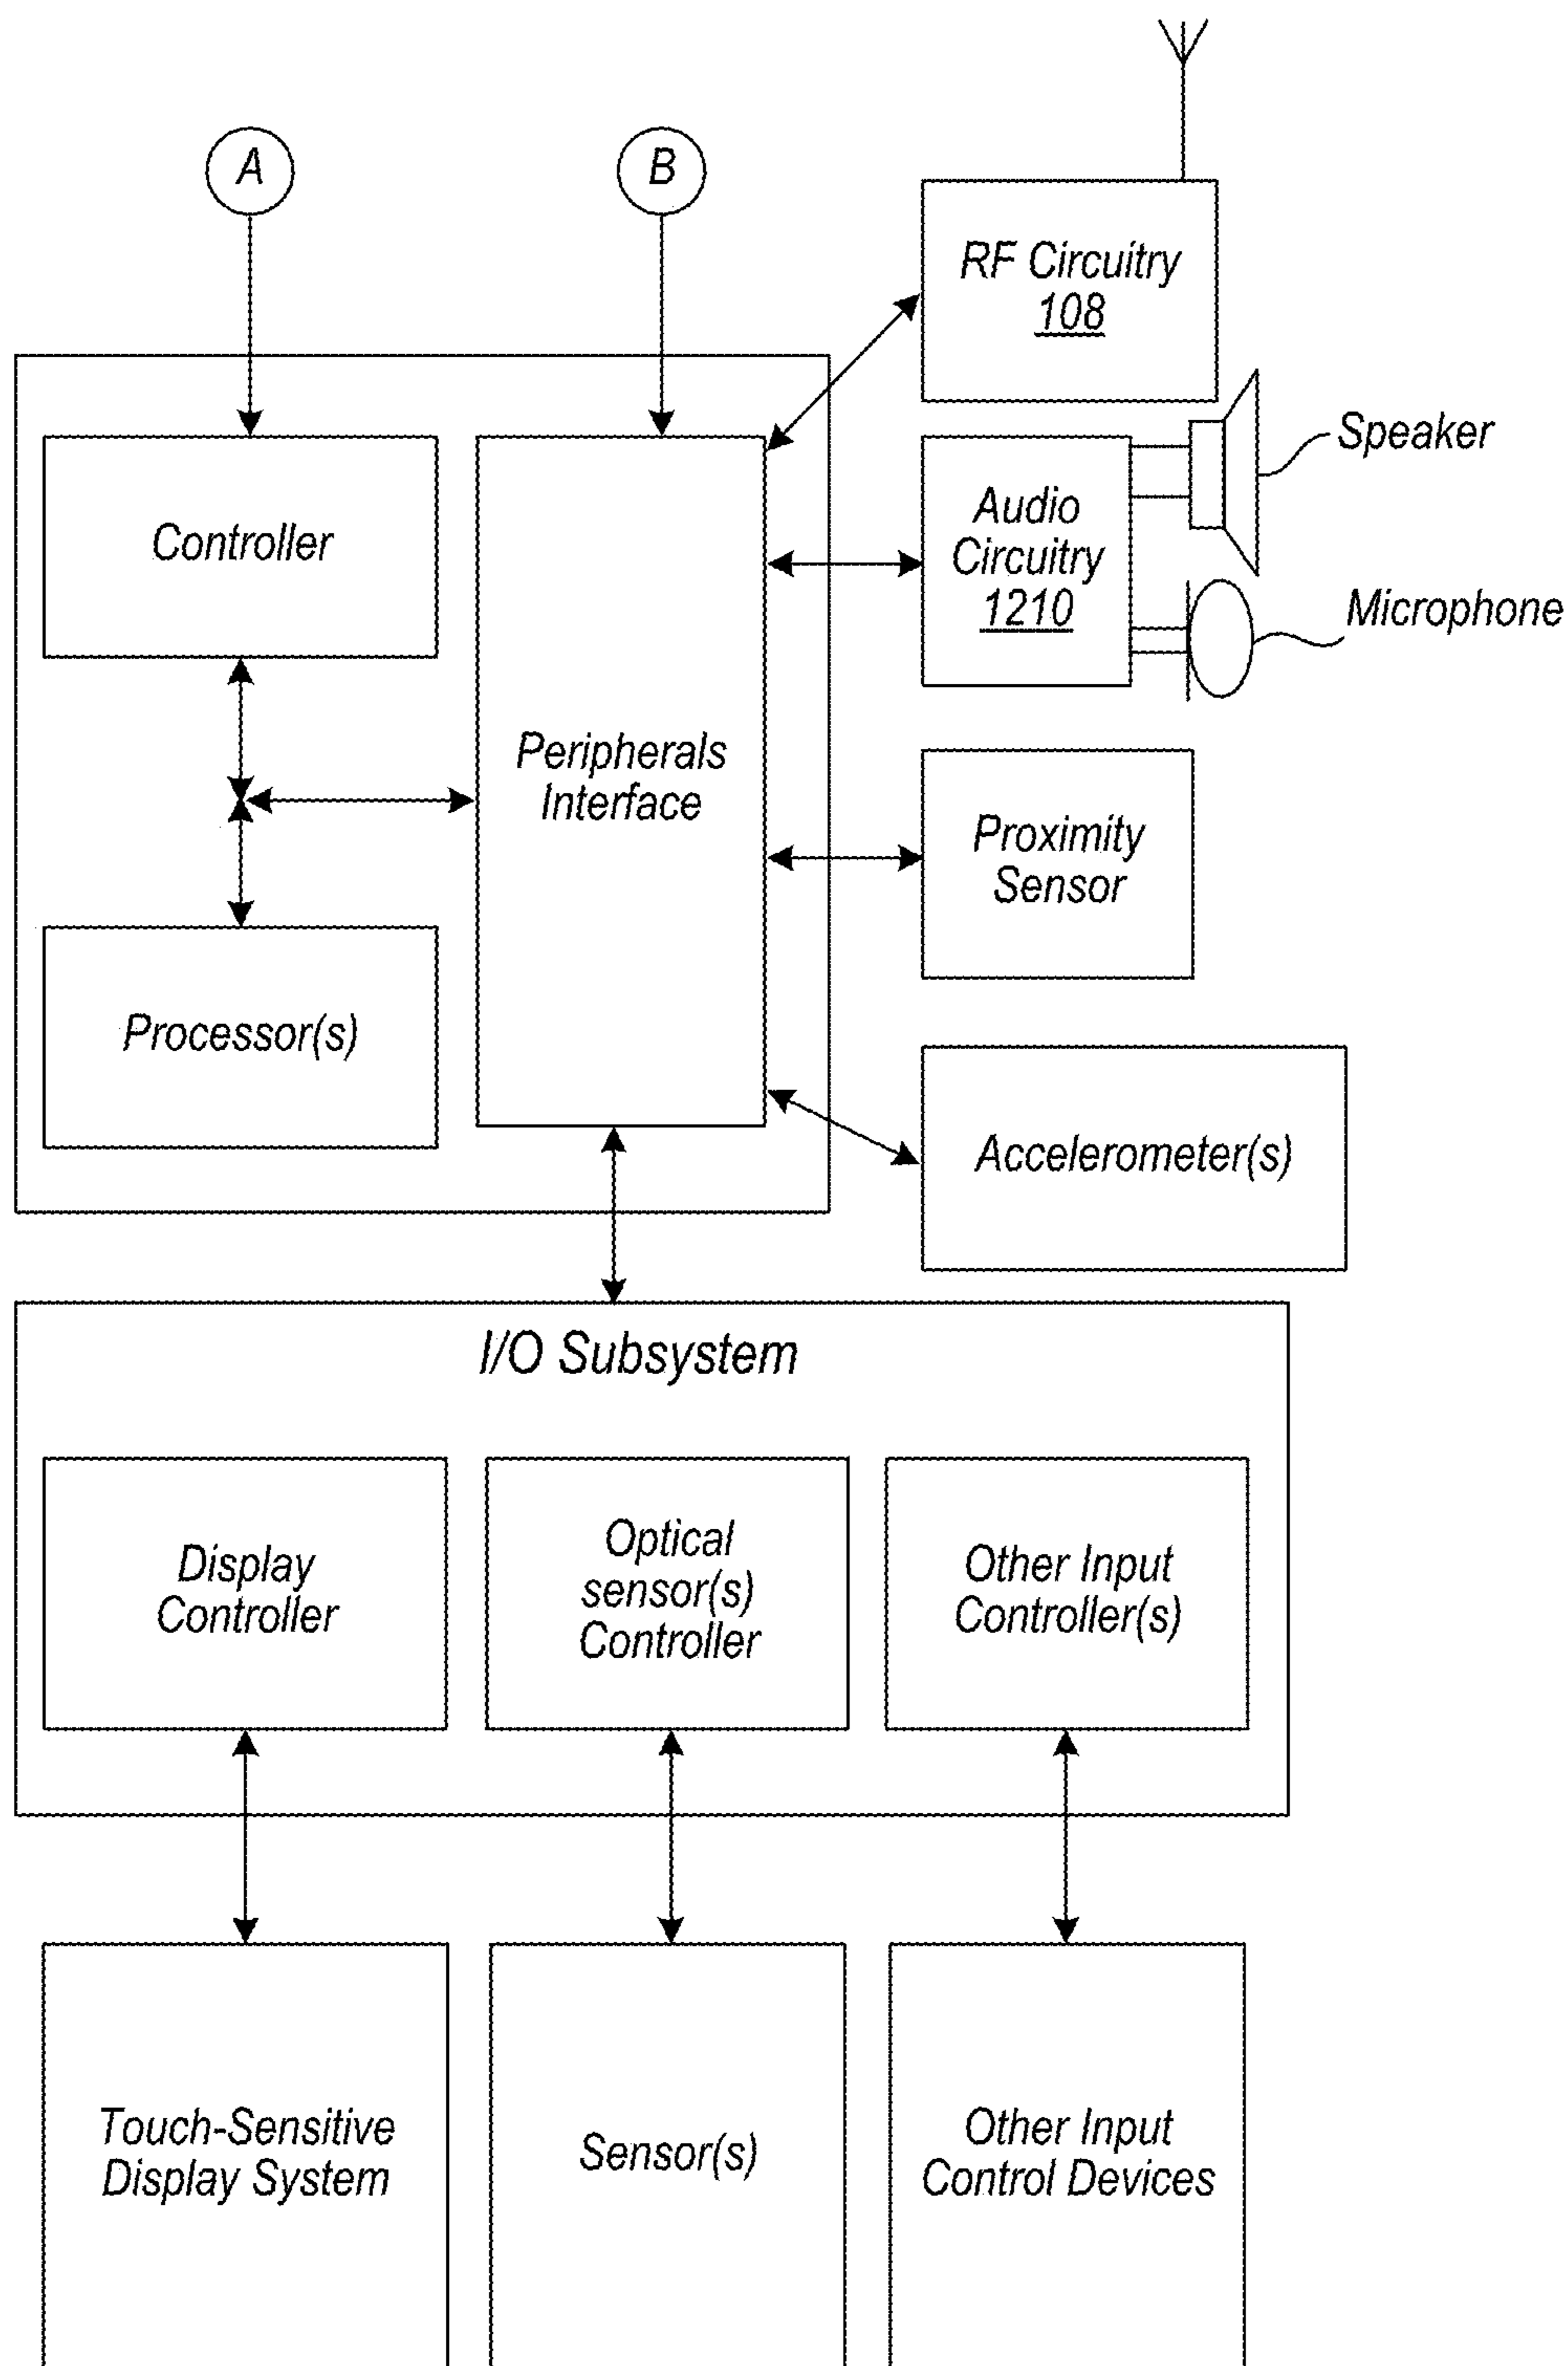 A
B
RF Circuitry
108
Speaker
Controller
Audio
Circuitry
1210
Microphone
Peripherals
Interface
Proximity
Sensor
Processor(s)
Accelerometer(s)
I/O Subsystem
Display
Controller
Optical
sensor(s)
Controller
Other Input
Controller(s)
Touch-Sensitive
Display System
Sensor(s)
Other Input
Control Devices